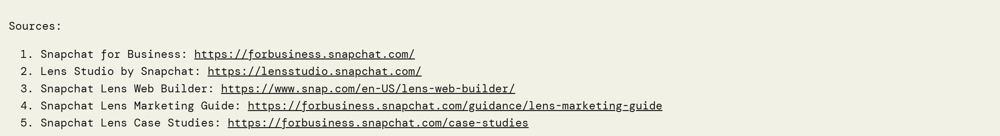 Sources:
1. Snapchat for Business: https://forbusiness.snapchat.com/
2. Lens Studio by Snapchat: https://lensstudio.snapchat.com/
3. Snapchat Lens Web Builder: https://www.snap.com/en-US/lens-web-builder/
4. Snapchat Lens Marketing Guide: https://forbusiness.snapchat.com/guidance/lens-marketing-guide
5. Snapchat Lens Case Studies: https://forbusiness.snapchat.com/case-studies